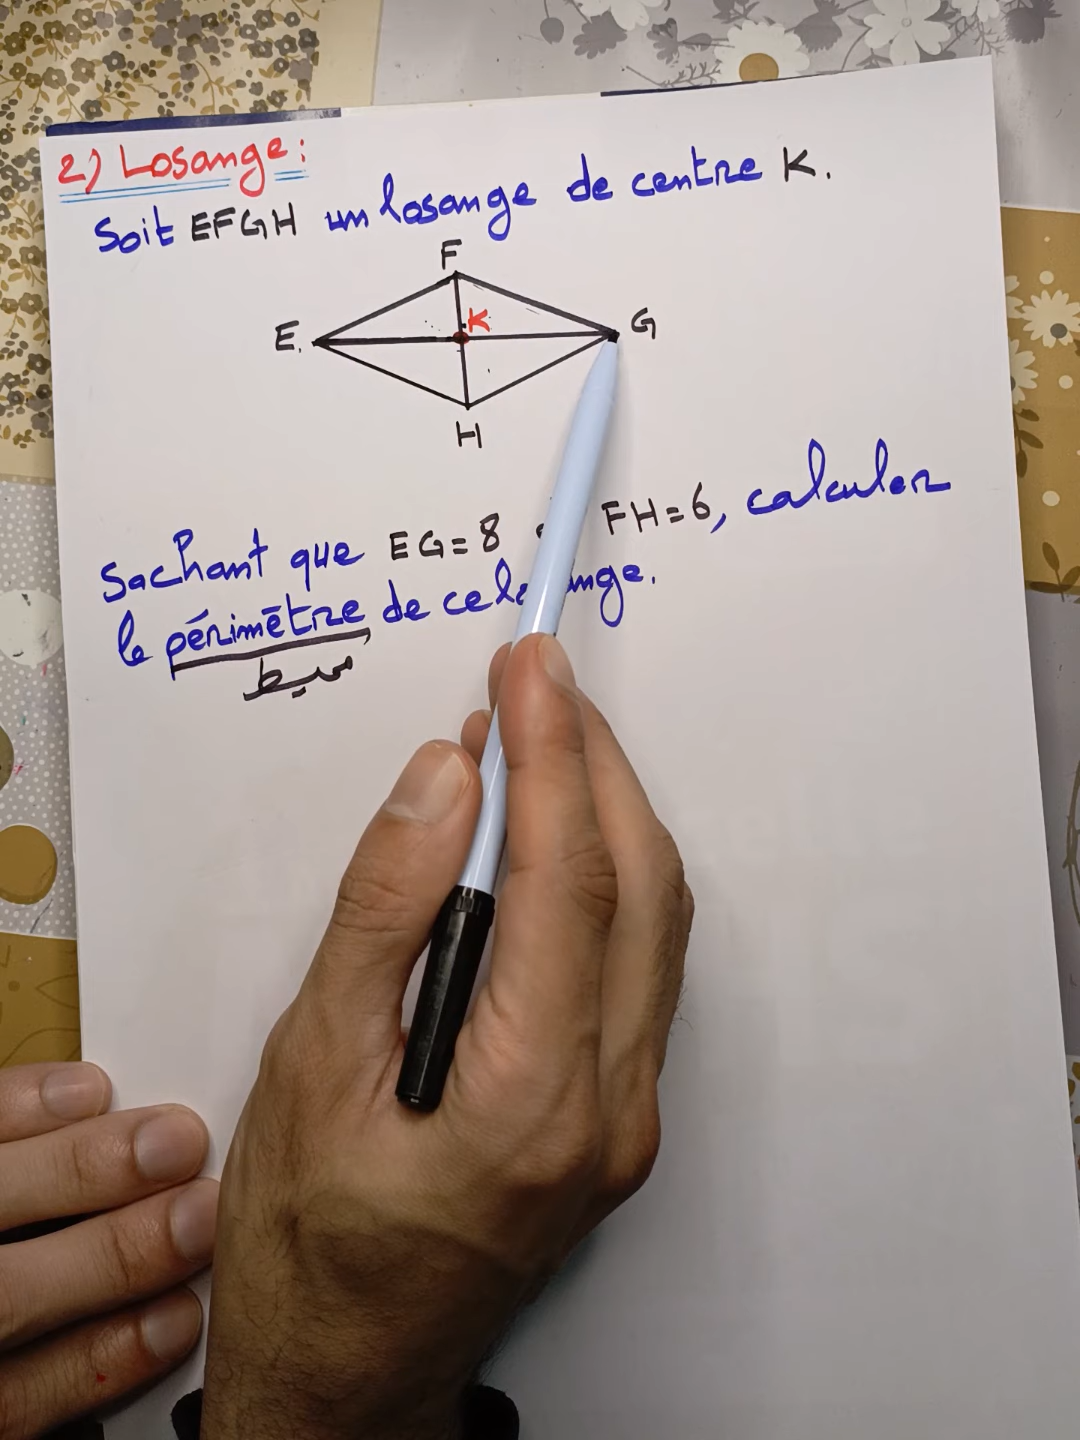 2) Losange:
Soit EFGH un losange de centre K.
F
K
E.
G
H
Sachant que EG=8 FH=6, calculer
le périmètre de ce losange.
محيط